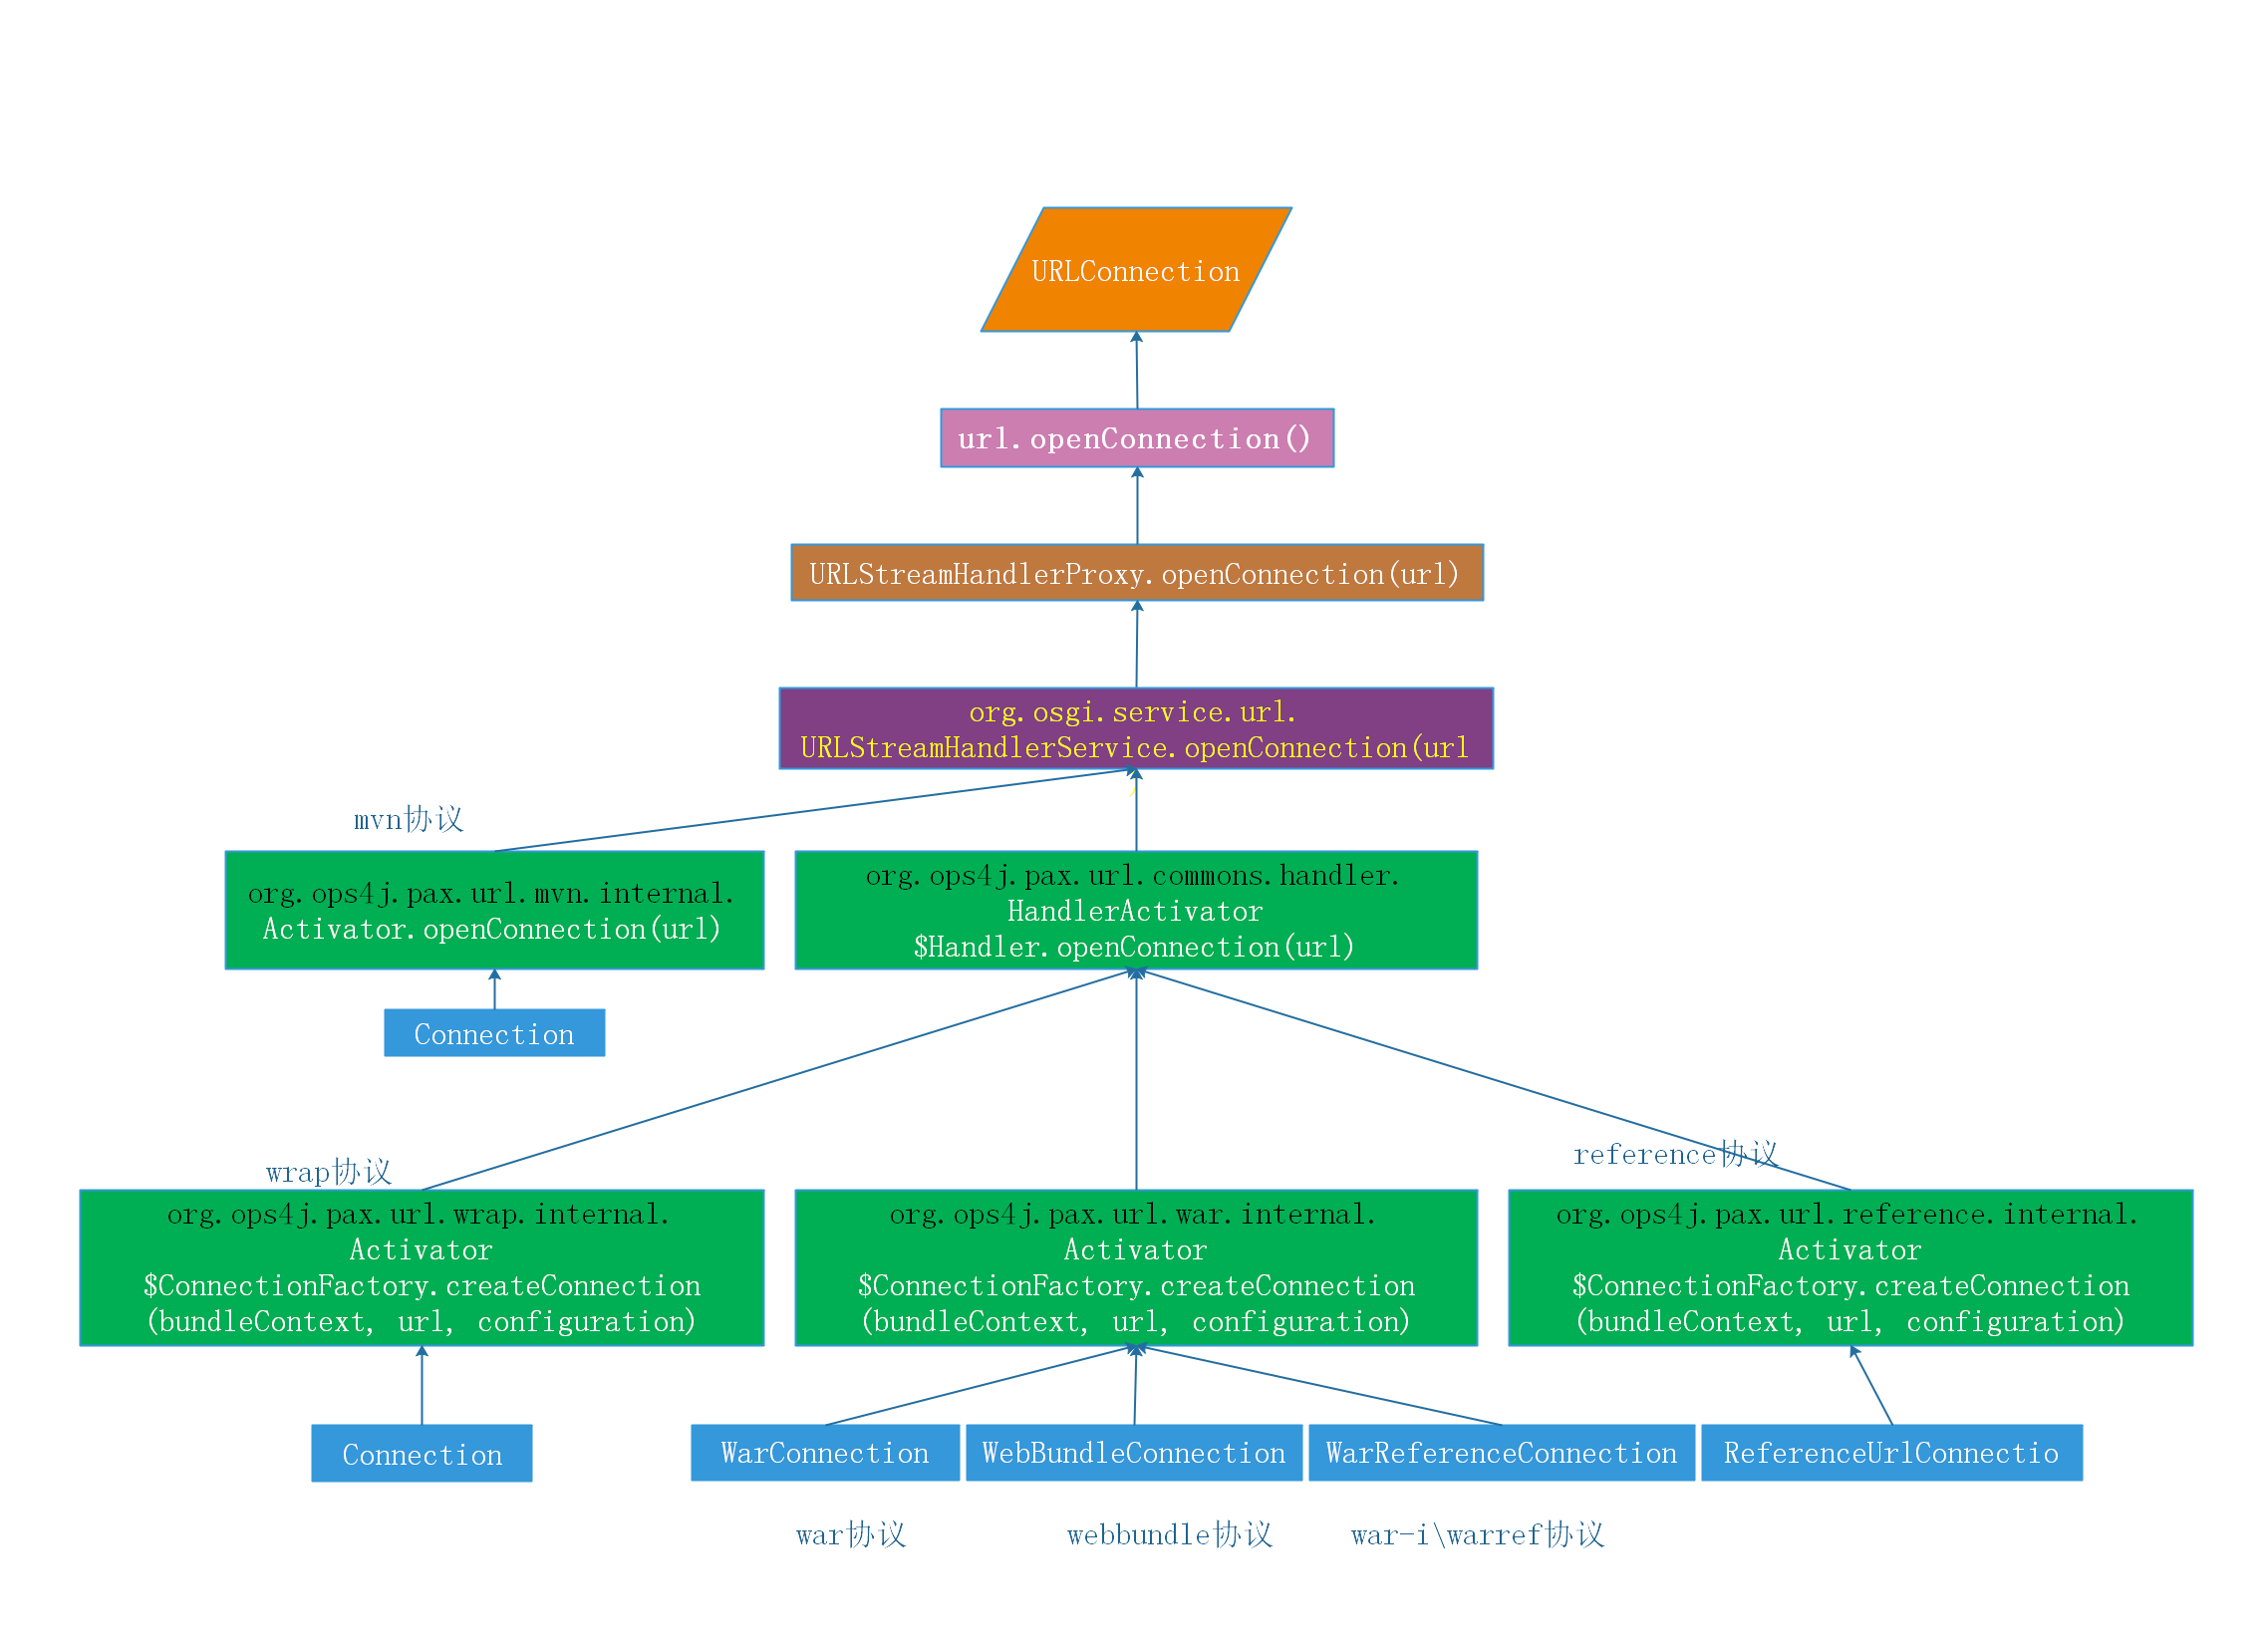 URLConnection
url.openConnection()
URLStreamHandlerProxy.openConnection(url)
org.osgi.service.url.
URLStreamHandlerService.openConnection(url
)
mvn协议
org.ops4j.pax.url.mvn.internal.
Activator.openConnection(url)
org.ops4j.pax.url.commons.handler.
HandlerActivator
$Handler.openConnection(url)
Connection
wrap协议
reference协议
org.ops4j.pax.url.wrap.internal.
Activator
$ConnectionFactory.createConnection
(bundleContext, url, configuration)
org.ops4j.pax.url.war.internal.
Activator
$ConnectionFactory.createConnection
(bundleContext, url, configuration)
org.ops4j.pax.url.reference.internal.
Activator
$ConnectionFactory.createConnection
(bundleContext, url, configuration)
Connection
WarConnection
WebBundleConnection
WarReferenceConnection
ReferenceUrlConnectio
war协议
webbundle协议
war-i\warref协议